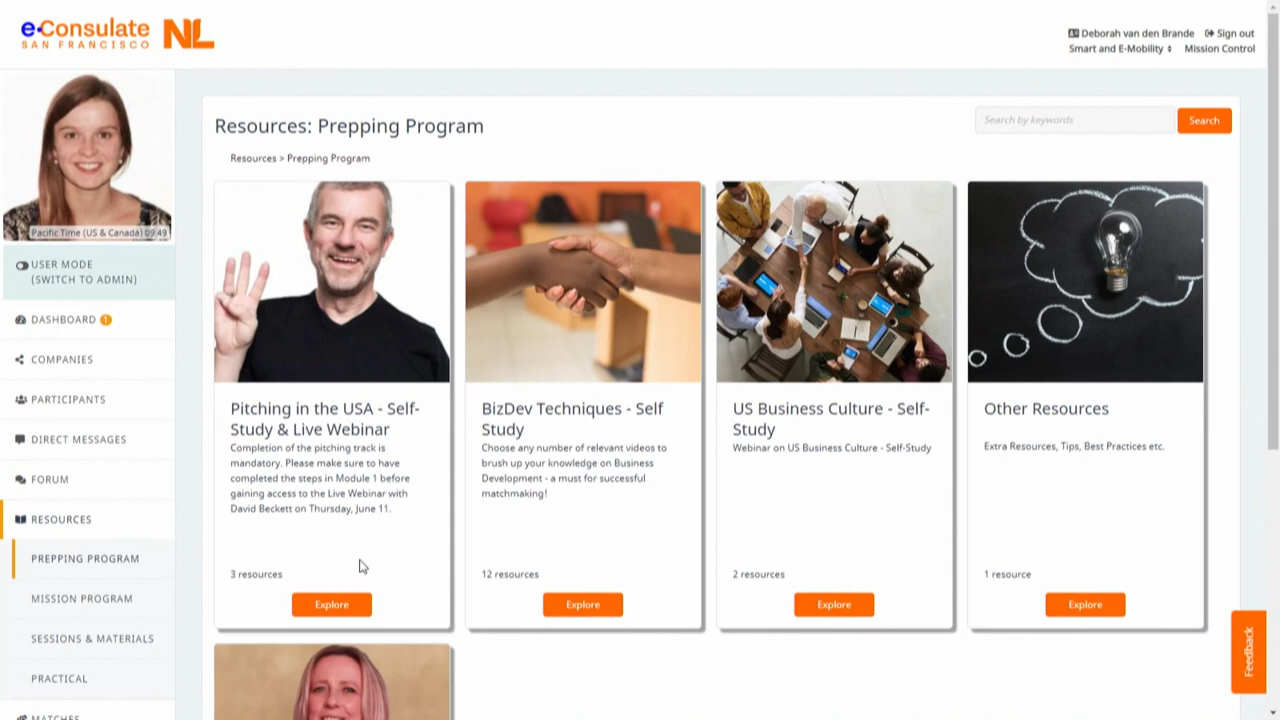 e-Consulate
SAN FRANCISCO
NL
Deborah van den Brande Sign out
Smart and E-Mobility Mission Control
Pacific Time (US & Canada) 09:49
USER MODE
(SWITCH TO ADMIN)
DASHBOARD !
COMPANIES
PARTICIPANTS
DIRECT MESSAGES
FORUM
RESOURCES
PREPPING PROGRAM
MISSION PROGRAM
SESSIONS & MATERIALS
PRACTICAL
MATCHES
Resources: Prepping Program
Search by keywords
Search
Resources > Prepping Program
Pitching in the USA - Self-
Study & Live Webinar
Completion of the pitching track is
mandatory. Please make sure to have
completed the steps in Module 1 before
gaining access to the Live Webinar with
David Beckett on Thursday, June 11.
3 resources
Explore
BizDev Techniques - Self
Study
Choose any number of relevant videos to
brush up your knowledge on Business
Development - a must for successful
matchmaking!
12 resources
Explore
US Business Culture - Self-
Study
Webinar on US Business Culture - Self-Study
2 resources
Explore
Other Resources
Extra Resources, Tips, Best Practices etc.
1 resource
Explore
Feedback